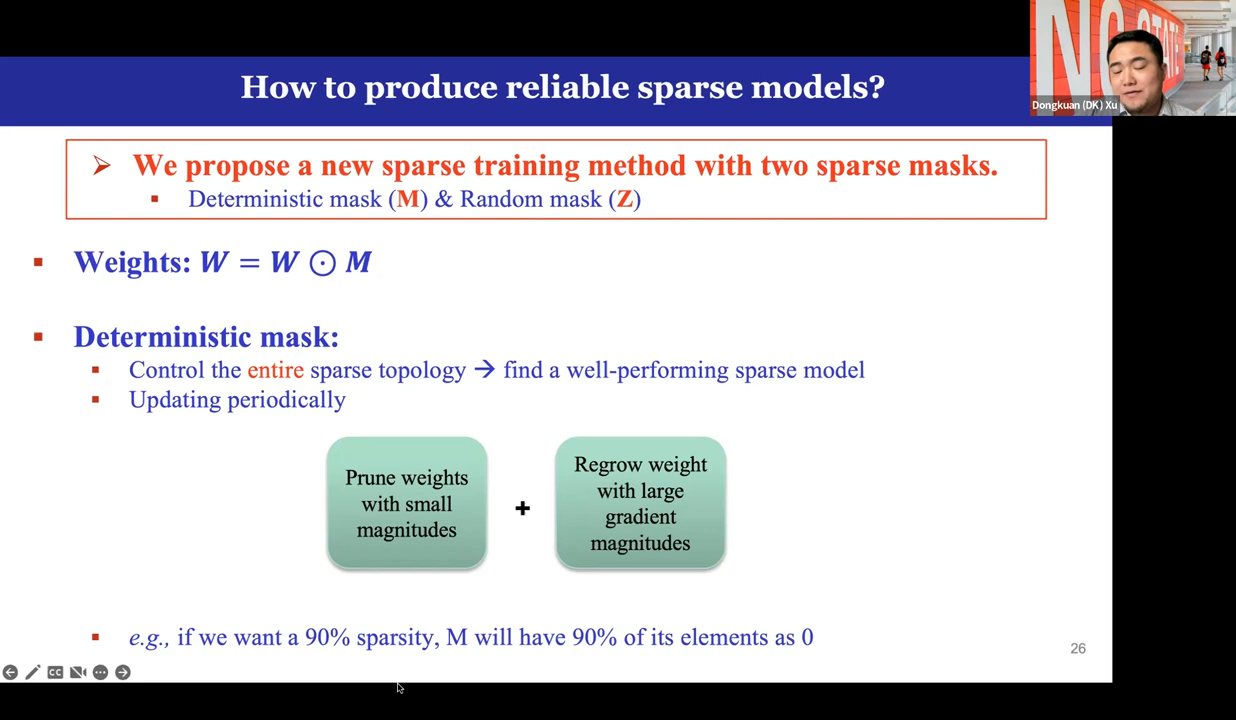 How to produce reliable sparse models?
NC STATE
Dongkuan (DK) Xu
➢ We propose a new sparse training method with two sparse masks.
▪ Deterministic mask (M) & Random mask (Z)
▪ Weights: W = W ⊙ M
▪ Deterministic mask:
▪ Control the entire sparse topology → find a well-performing sparse model
▪ Updating periodically
Prune weights
with small
magnitudes
+
Regrow weight
with large
gradient
magnitudes
▪ e.g., if we want a 90% sparsity, M will have 90% of its elements as 0
26
CC